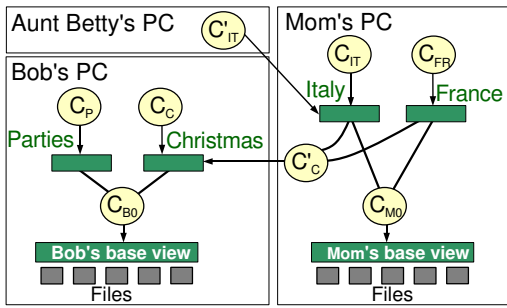 Aunt Betty's PC
C'IT
Mom's PC
CIT
CFR
Bob's PC
Italy
France
CP
CC
Parties
Christmas
C'C
CB0
CM0
Bob's base view
Mom's base view
Files
Files